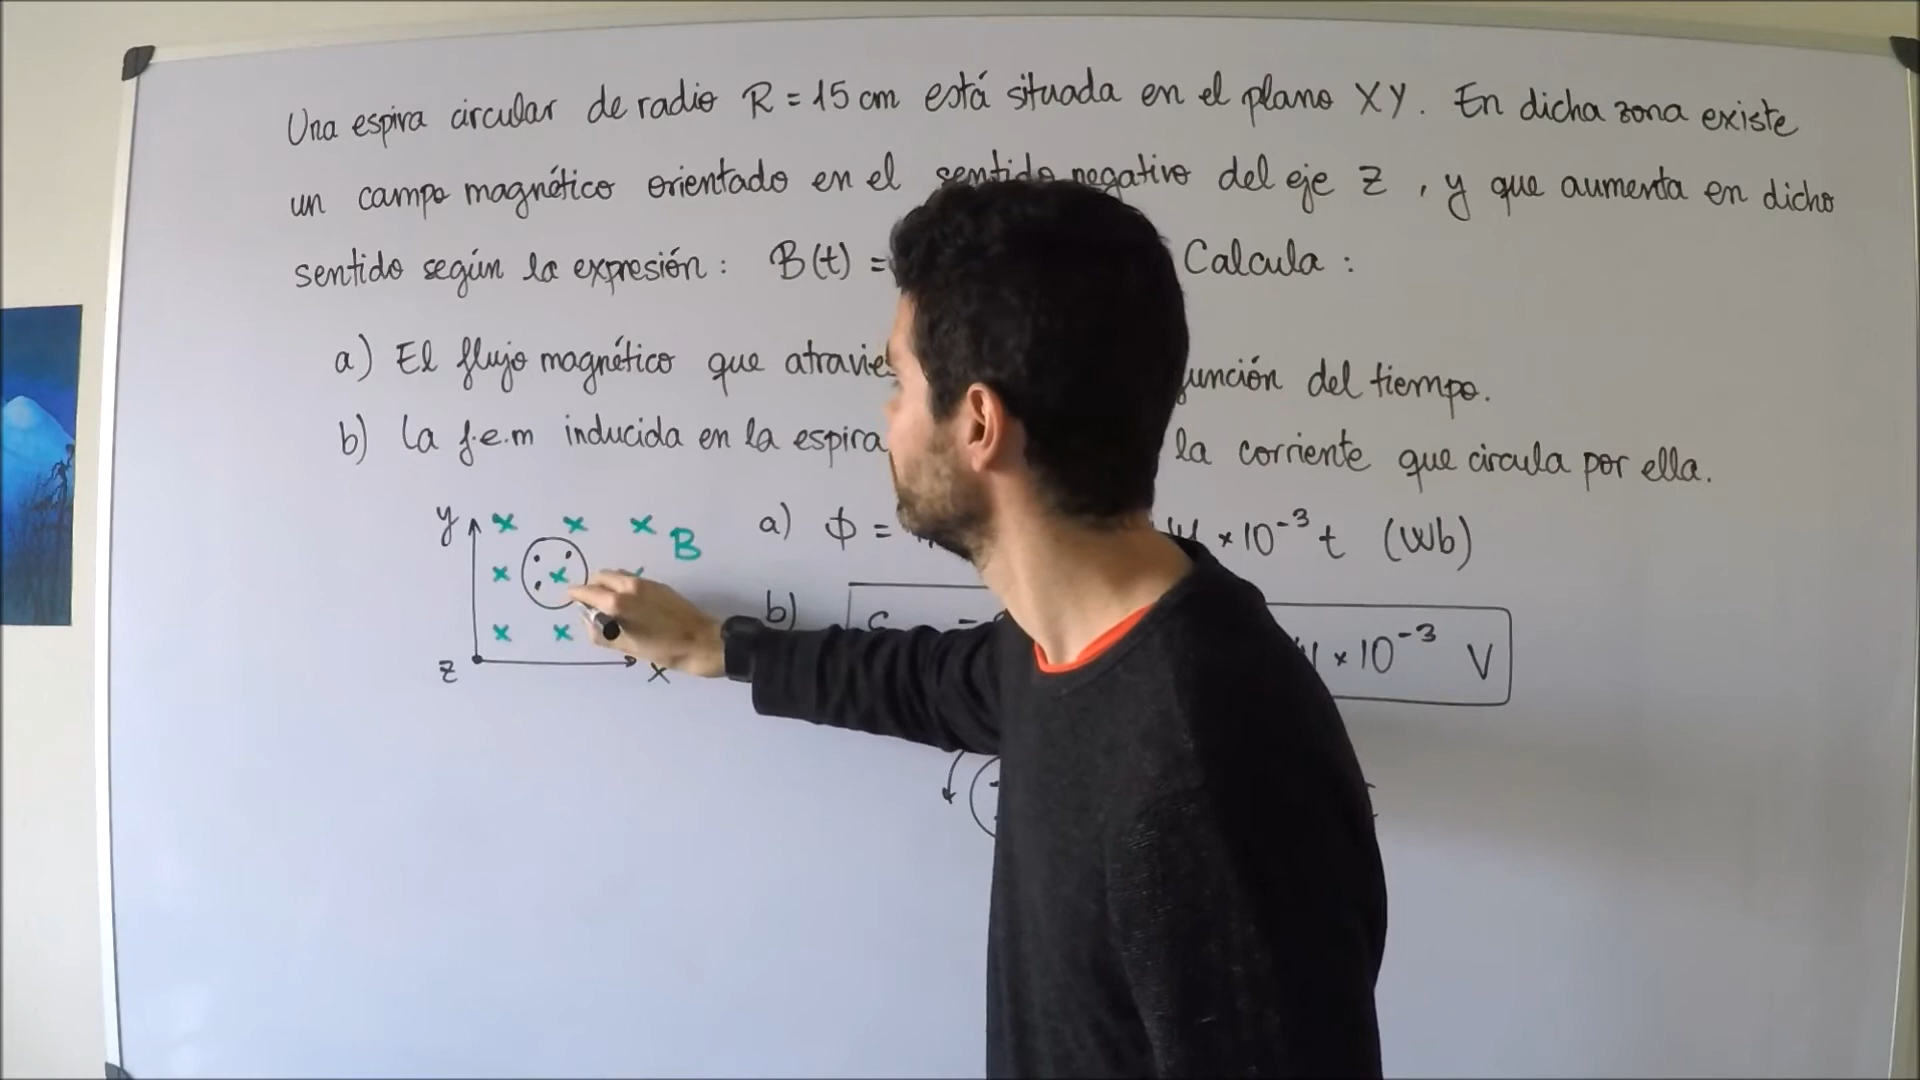 Una espira circular de radio R = 15 cm está situada en el plano XY. En dicha zona existe
un campo magnético orientado en el sentido negativo del eje Z, y que aumenta en dicho
sentido según la expresión: B(t) = Calcula:
a) El flujo magnético que función del tiempo.
b) La f.e.m inducida en la espira la corriente que circula por ella.
y x x x B
x x
x x
z x
a) ϕ = × 10⁻³ t (Wb)
b) × 10⁻³ V